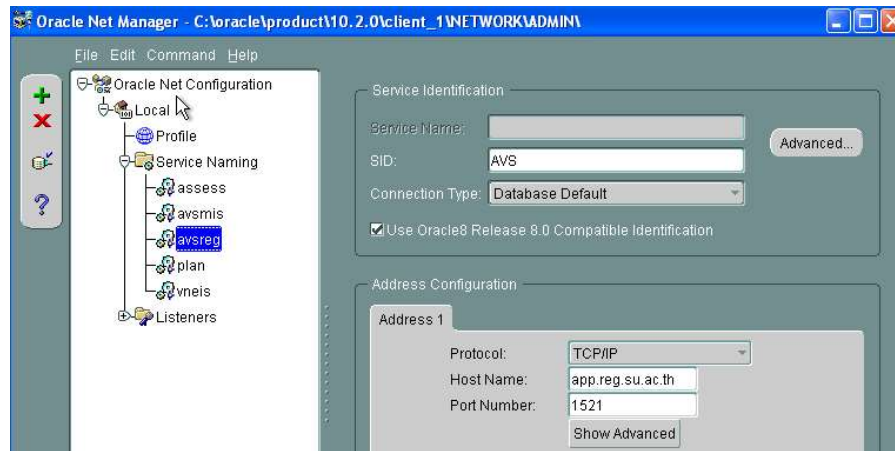 Oracle Net Manager - C:\oracle\product\10.2.0\client_1\NETWORK\ADMIN\
File Edit Command Help
Oracle Net Configuration
Local
Profile
Service Naming
assess
avsmis
avsreg
plan
vneis
Listeners
Service Identification
Service Name:
SID: AVS
Connection Type: Database Default
Use Oracle8 Release 8.0 Compatible Identification
Advanced...
Address Configuration
Address 1
Protocol: TCP/IP
Host Name: app.reg.su.ac.th
Port Number: 1521
Show Advanced